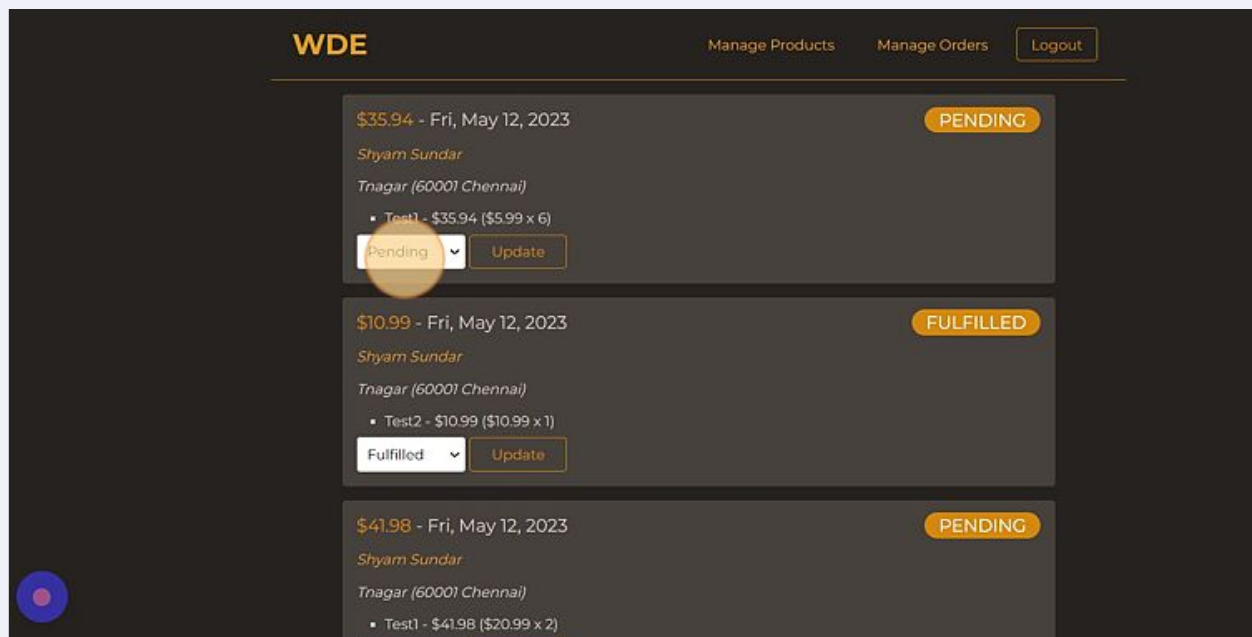 WDE Manage Products Manage Orders Logout
$35.94 - Fri, May 12, 2023 PENDING
Shyam Sundar
Tnagar (60001 Chennai)
Test1 - $35.94 ($5.99 x 6)
Pending Update
$10.99 - Fri, May 12, 2023 FULFILLED
Shyam Sundar
Tnagar (60001 Chennai)
Test2 - $10.99 ($10.99 x 1)
Fulfilled Update
$41.98 - Fri, May 12, 2023 PENDING
Shyam Sundar
Tnagar (60001 Chennai)
Test1 - $41.98 ($20.99 x 2)